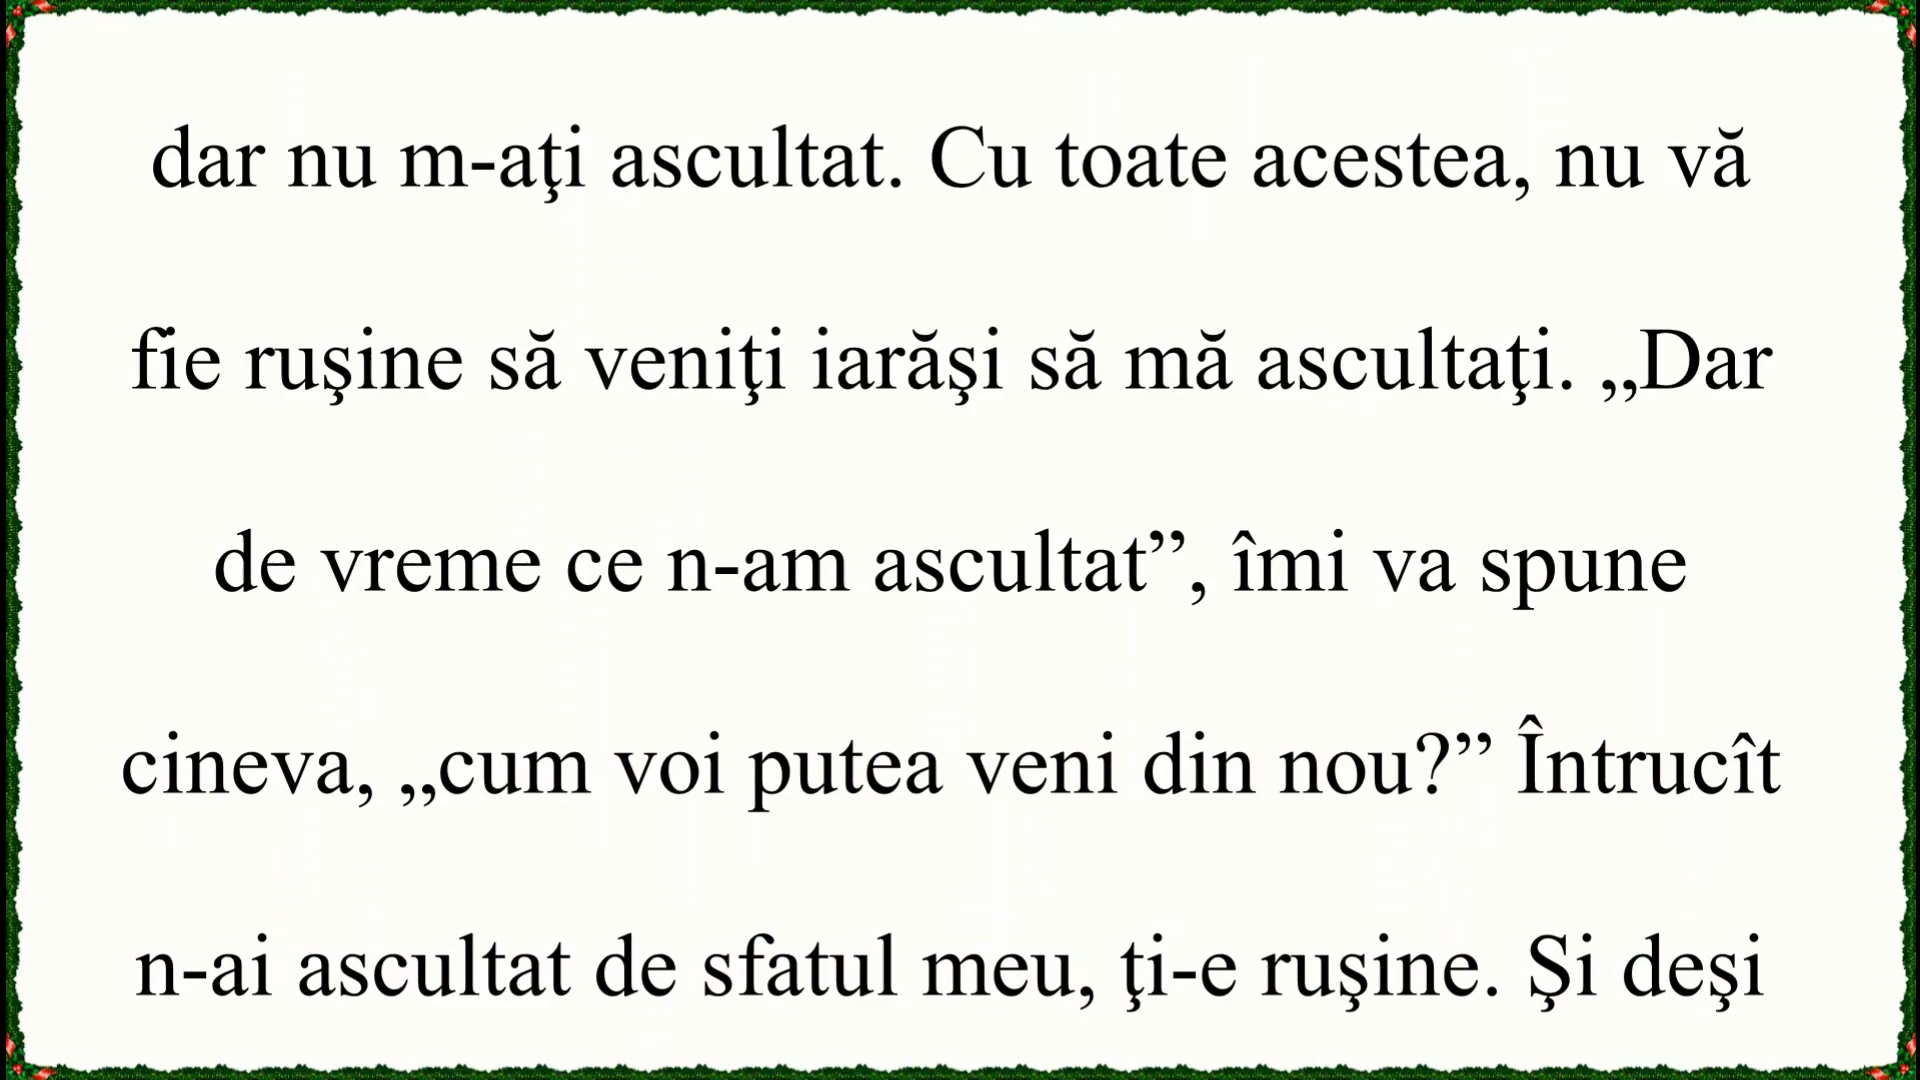 dar nu m-aţi ascultat. Cu toate acestea, nu vă
fie ruşine să veniţi iarăşi să mă ascultaţi. „Dar
de vreme ce n-am ascultat”, îmi va spune
cineva, „cum voi putea veni din nou?” Întrucît
n-ai ascultat de sfatul meu, ţi-e ruşine. Şi deşi